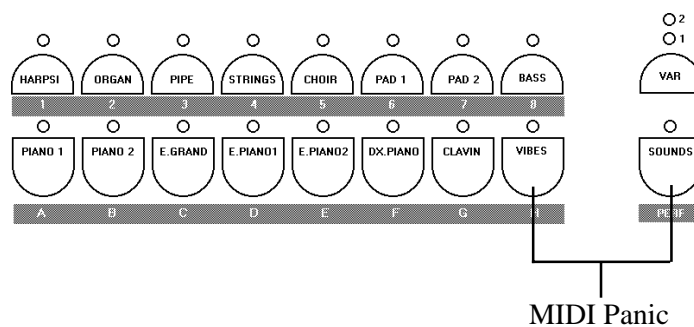 2
1
HARPSI ORGAN PIPE STRINGS CHOIR PAD 1 PAD 2 BASS VAR
1 2 3 4 5 6 7 8
PIANO 1 PIANO 2 E.GRAND E.PIANO1 E.PIANO2 DX.PIANO CLAVIN VIBES SOUNDS
A B C D E F G H PERF
MIDI Panic